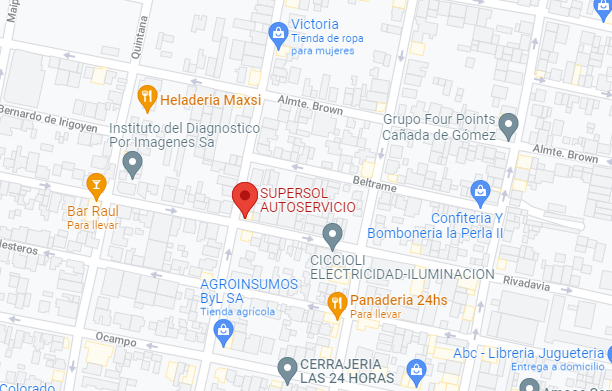 Maip
Quintana
Victoria
Tienda de ropa
para mujeres
Heladeria Maxsi
Almte. Brown
Bernardo de Irigoyen
Instituto del Diagnostico
Por Imagenes Sa
Grupo Four Points
Cañada de Gómez
Almte. Brown
Beltrame
SUPERSOL
AUTOSERVICIO
Bar Raul
Para llevar
Confiteria Y
Bomboneria la Perla II
lesteros
CICCIOLI
ELECTRICIDAD-ILUMINACION
Rivadavia
AGROINSUMOS
ByL SA
Tienda agrícola
Panaderia 24hs
Para llevar
Ocampo
Abc - Libreria Jugueteria
Entrega a domicilio
CERRAJERIA
LAS 24 HORAS
Colorado